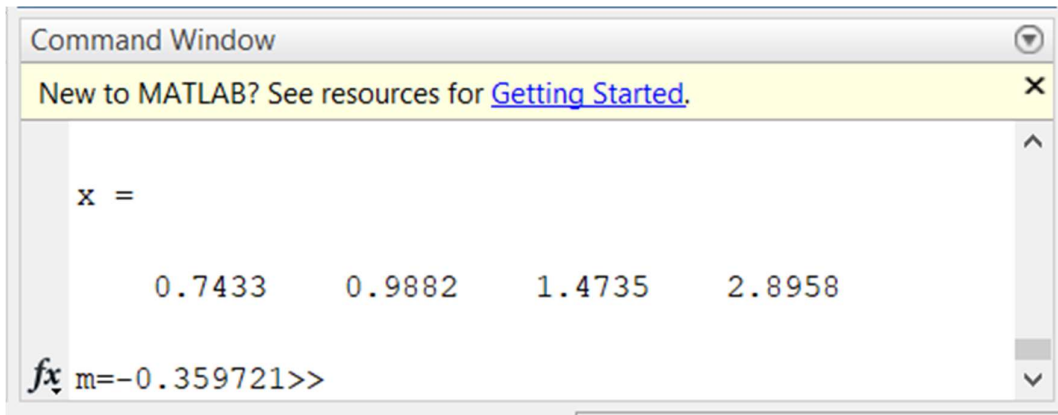 Command Window
New to MATLAB? See resources for Getting Started.
x =
0.7433 0.9882 1.4735 2.8958
fx m=-0.359721>>